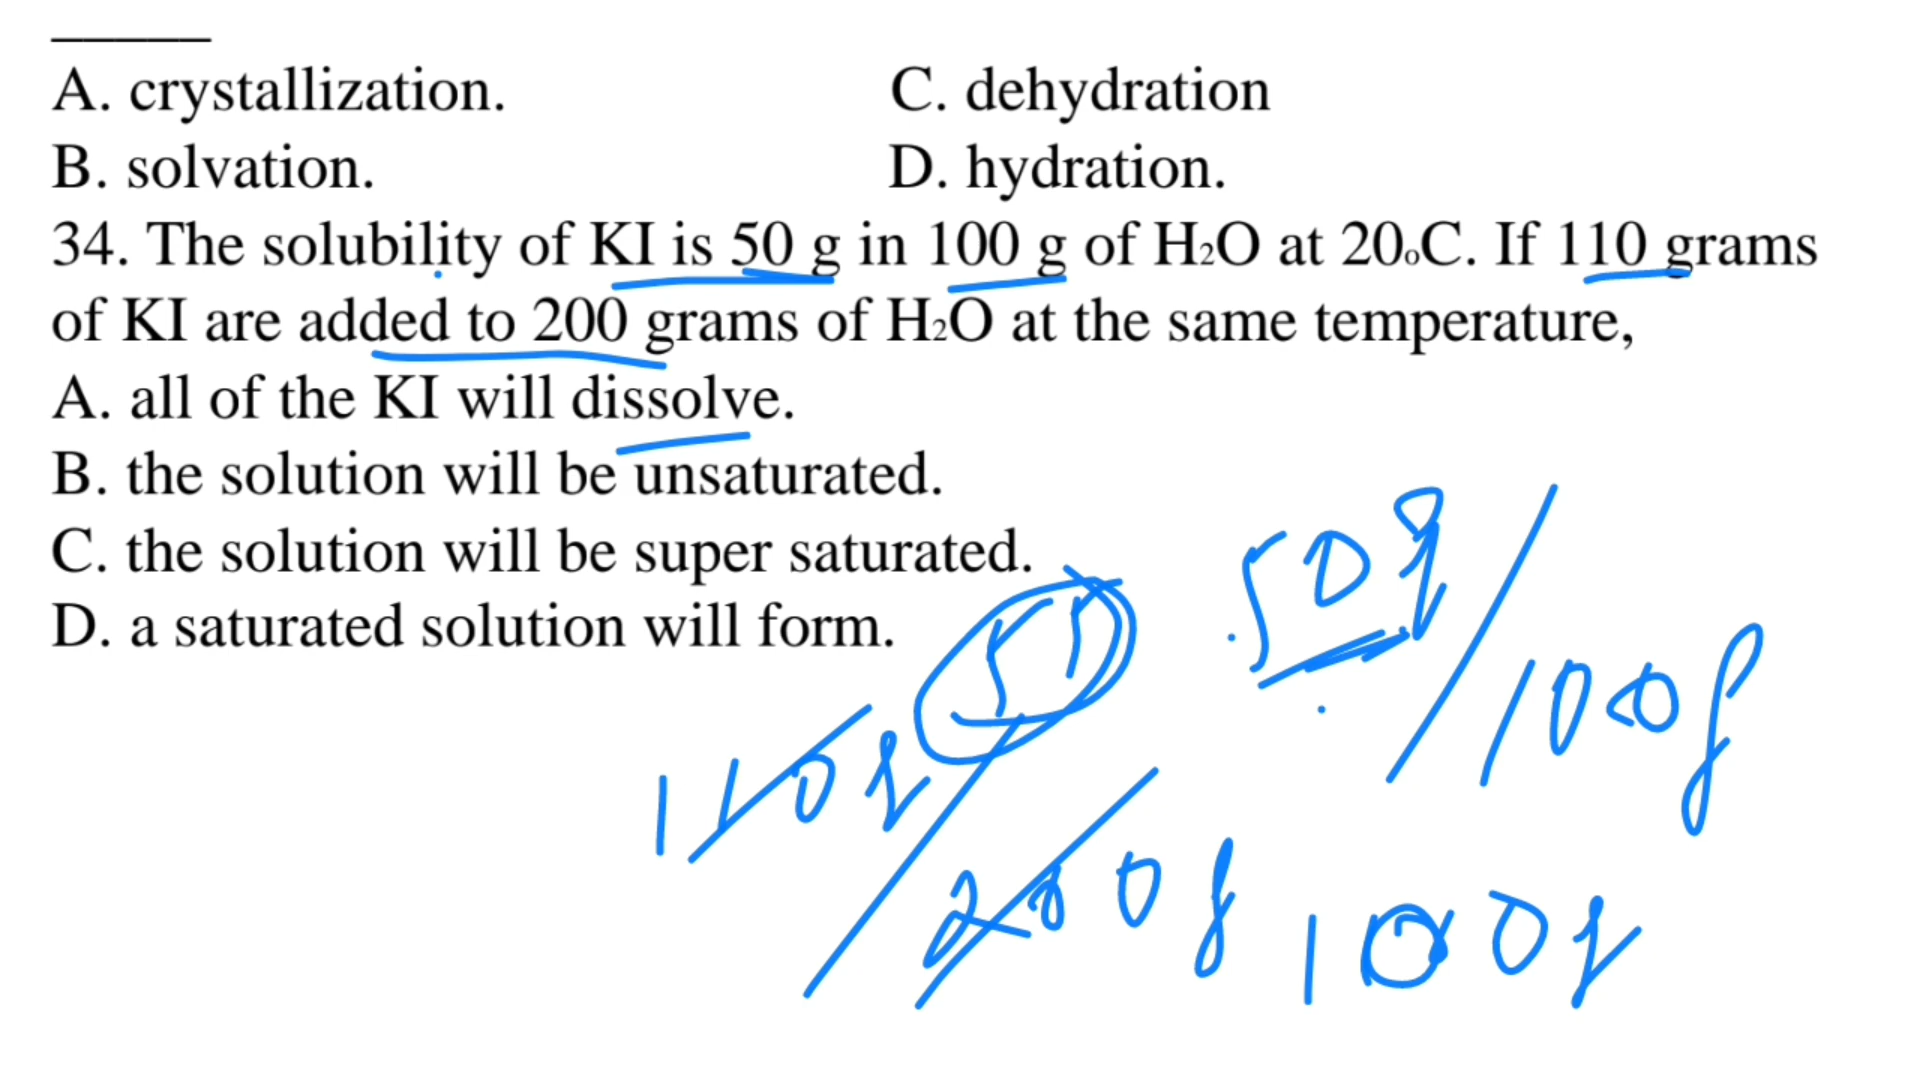 _____
A. crystallization. C. dehydration
B. solvation. D. hydration.
34. The solubility of KI is 50 g in 100 g of H₂O at 20ₒC. If 110 grams
of KI are added to 200 grams of H₂O at the same temperature,
A. all of the KI will dissolve.
B. the solution will be unsaturated.
C. the solution will be super saturated.
D. a saturated solution will form.
50g/100g
110g/200g
100g